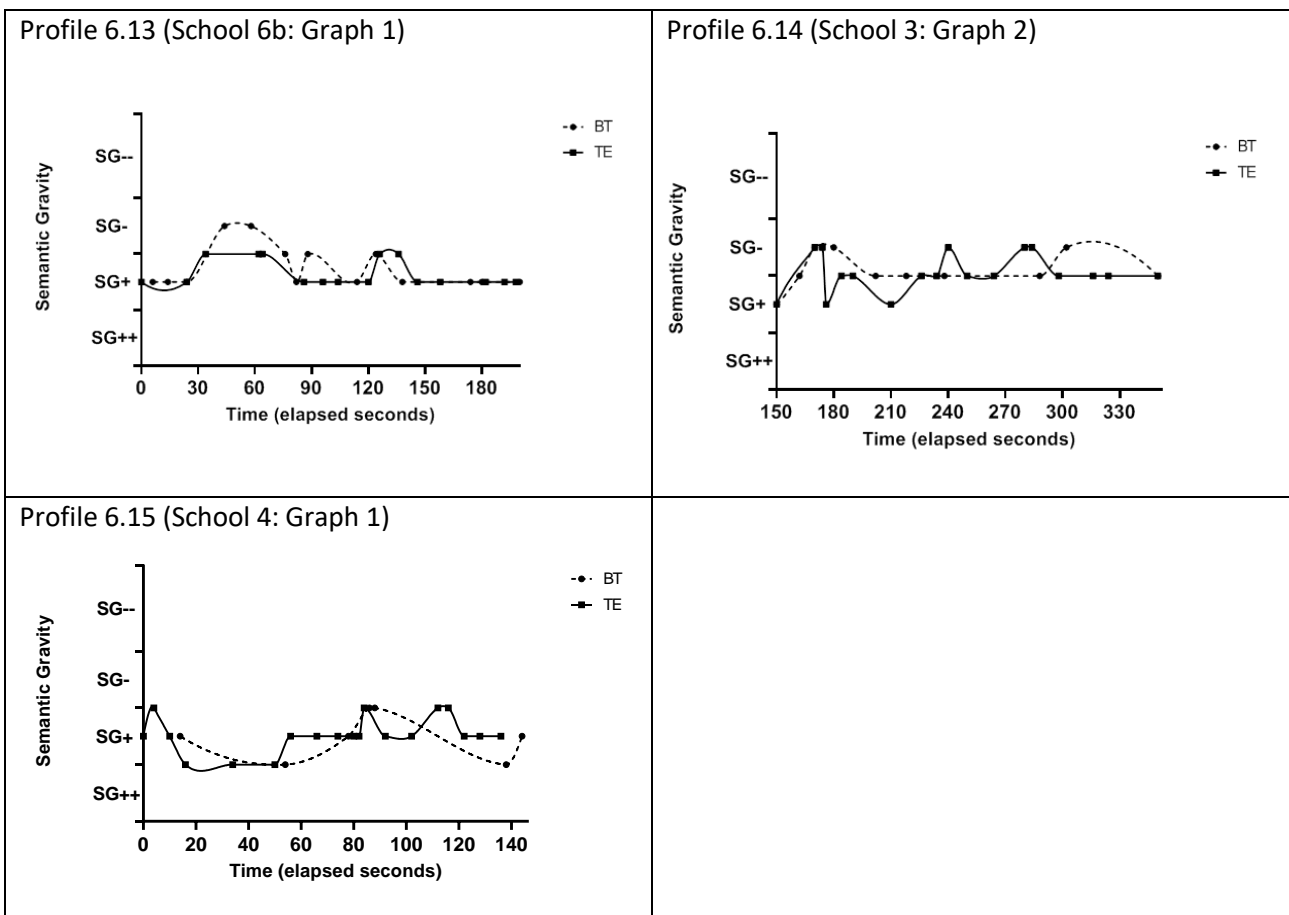 Profile 6.13 (School 6b: Graph 1)
BT
TE
Semantic Gravity
SG--
SG-
SG+
SG++
0 30 60 90 120 150 180
Time (elapsed seconds)
Profile 6.14 (School 3: Graph 2)
BT
TE
Semantic Gravity
SG--
SG-
SG+
SG++
150 180 210 240 270 300 330
Time (elapsed seconds)
Profile 6.15 (School 4: Graph 1)
BT
TE
Semantic Gravity
SG--
SG-
SG+
SG++
0 20 40 60 80 100 120 140
Time (elapsed seconds)